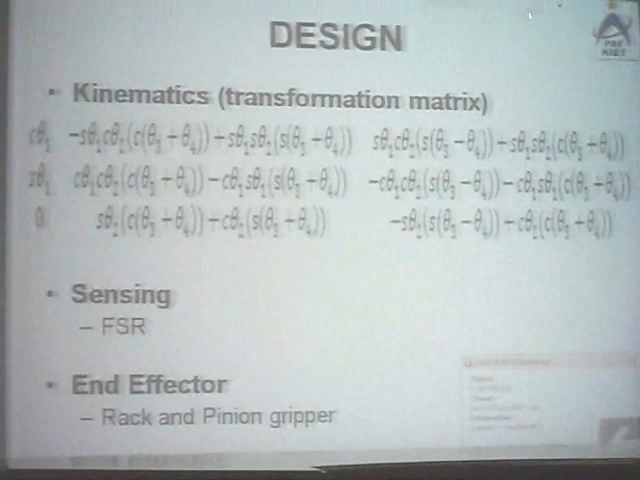 DESIGN
PAF
KIET
• Kinematics (transformation matrix)
cθ₁ −sθ₁cθ₂(c(θ₃+θ₄))+sθ₁sθ₂(s(θ₃+θ₄)) sθ₁cθ₂(s(θ₃+θ₄))+sθ₁sθ₂(c(θ₃+θ₄))
sθ₁ cθ₁cθ₂(c(θ₃+θ₄))−cθ₁sθ₂(s(θ₃+θ₄)) −cθ₁cθ₂(s(θ₃+θ₄))−cθ₁sθ₂(c(θ₃+θ₄))
0 sθ₂(c(θ₃+θ₄))+cθ₂(s(θ₃+θ₄)) −sθ₂(s(θ₃+θ₄))+cθ₂(c(θ₃+θ₄))
• Sensing
– FSR
• End Effector
– Rack and Pinion gripper